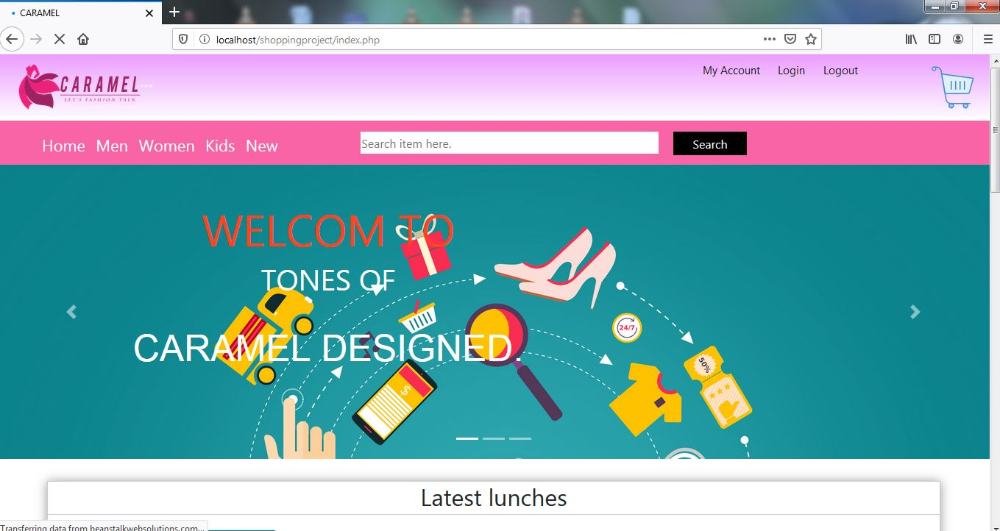 CARAMEL
localhost/shoppingproject/index.php
CARAMEL.COM
LET'S FASHION TALK
My Account Login Logout
Home Men Women Kids New
Search item here.
Search
WELCOM TO
TONES OF
CARAMEL DESIGNED.
24/7
50%
$
Latest lunches
Transferring data from beanstalkwebsolutions.com...